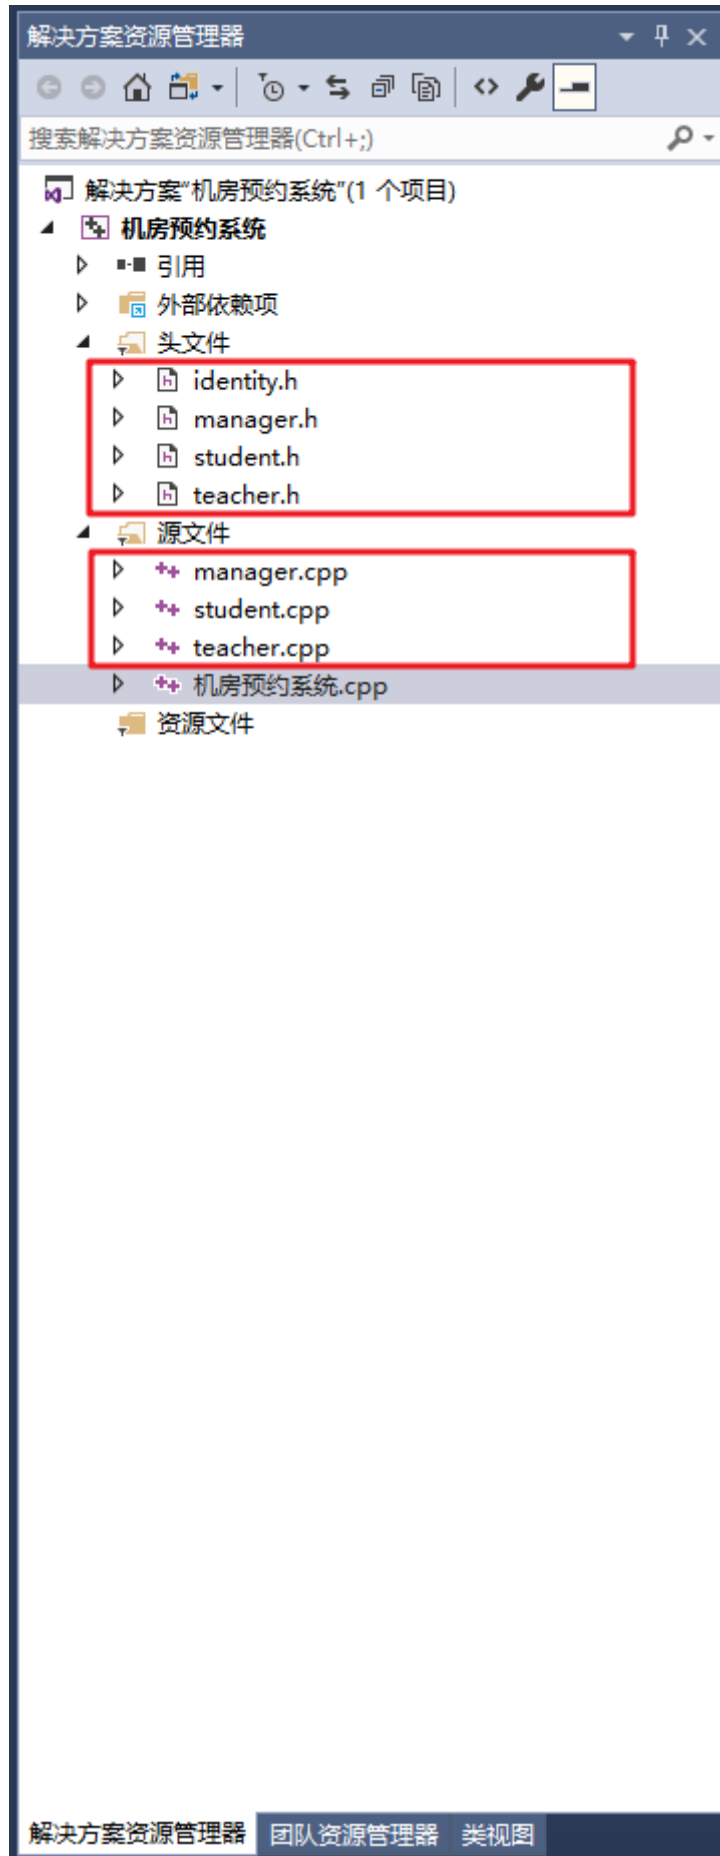 解决方案资源管理器
搜索解决方案资源管理器(Ctrl+;)
解决方案“机房预约系统”(1 个项目)
机房预约系统
引用
外部依赖项
头文件
identity.h
manager.h
student.h
teacher.h
源文件
manager.cpp
student.cpp
teacher.cpp
机房预约系统.cpp
资源文件
解决方案资源管理器 团队资源管理器 类视图